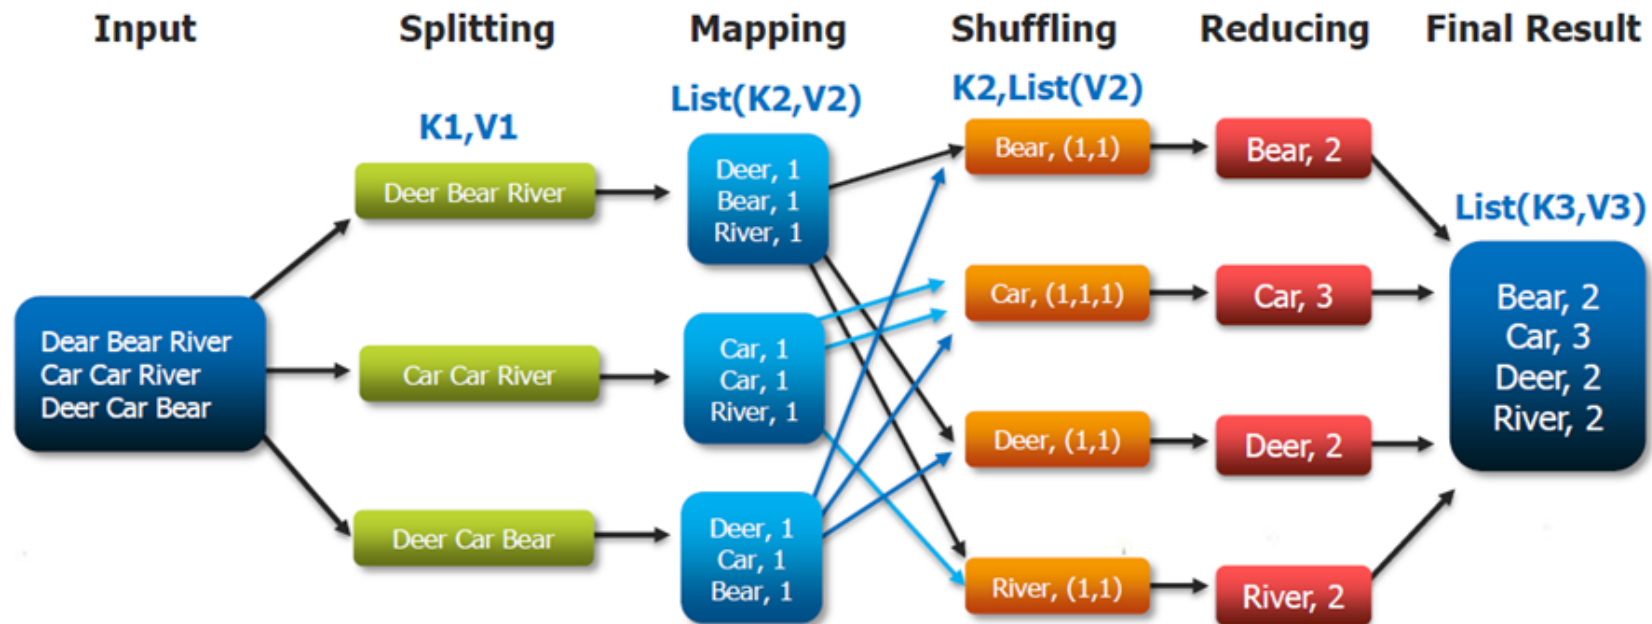 Input
Splitting
Mapping
Shuffling
Reducing
Final Result
K1,V1
List(K2,V2)
K2,List(V2)
List(K3,V3)
Dear Bear River
Car Car River
Deer Car Bear
Deer Bear River
Car Car River
Deer Car Bear
Deer, 1
Bear, 1
River, 1
Car, 1
Car, 1
River, 1
Deer, 1
Car, 1
Bear, 1
Bear, (1,1)
Car, (1,1,1)
Deer, (1,1)
River, (1,1)
Bear, 2
Car, 3
Deer, 2
River, 2
Bear, 2
Car, 3
Deer, 2
River, 2